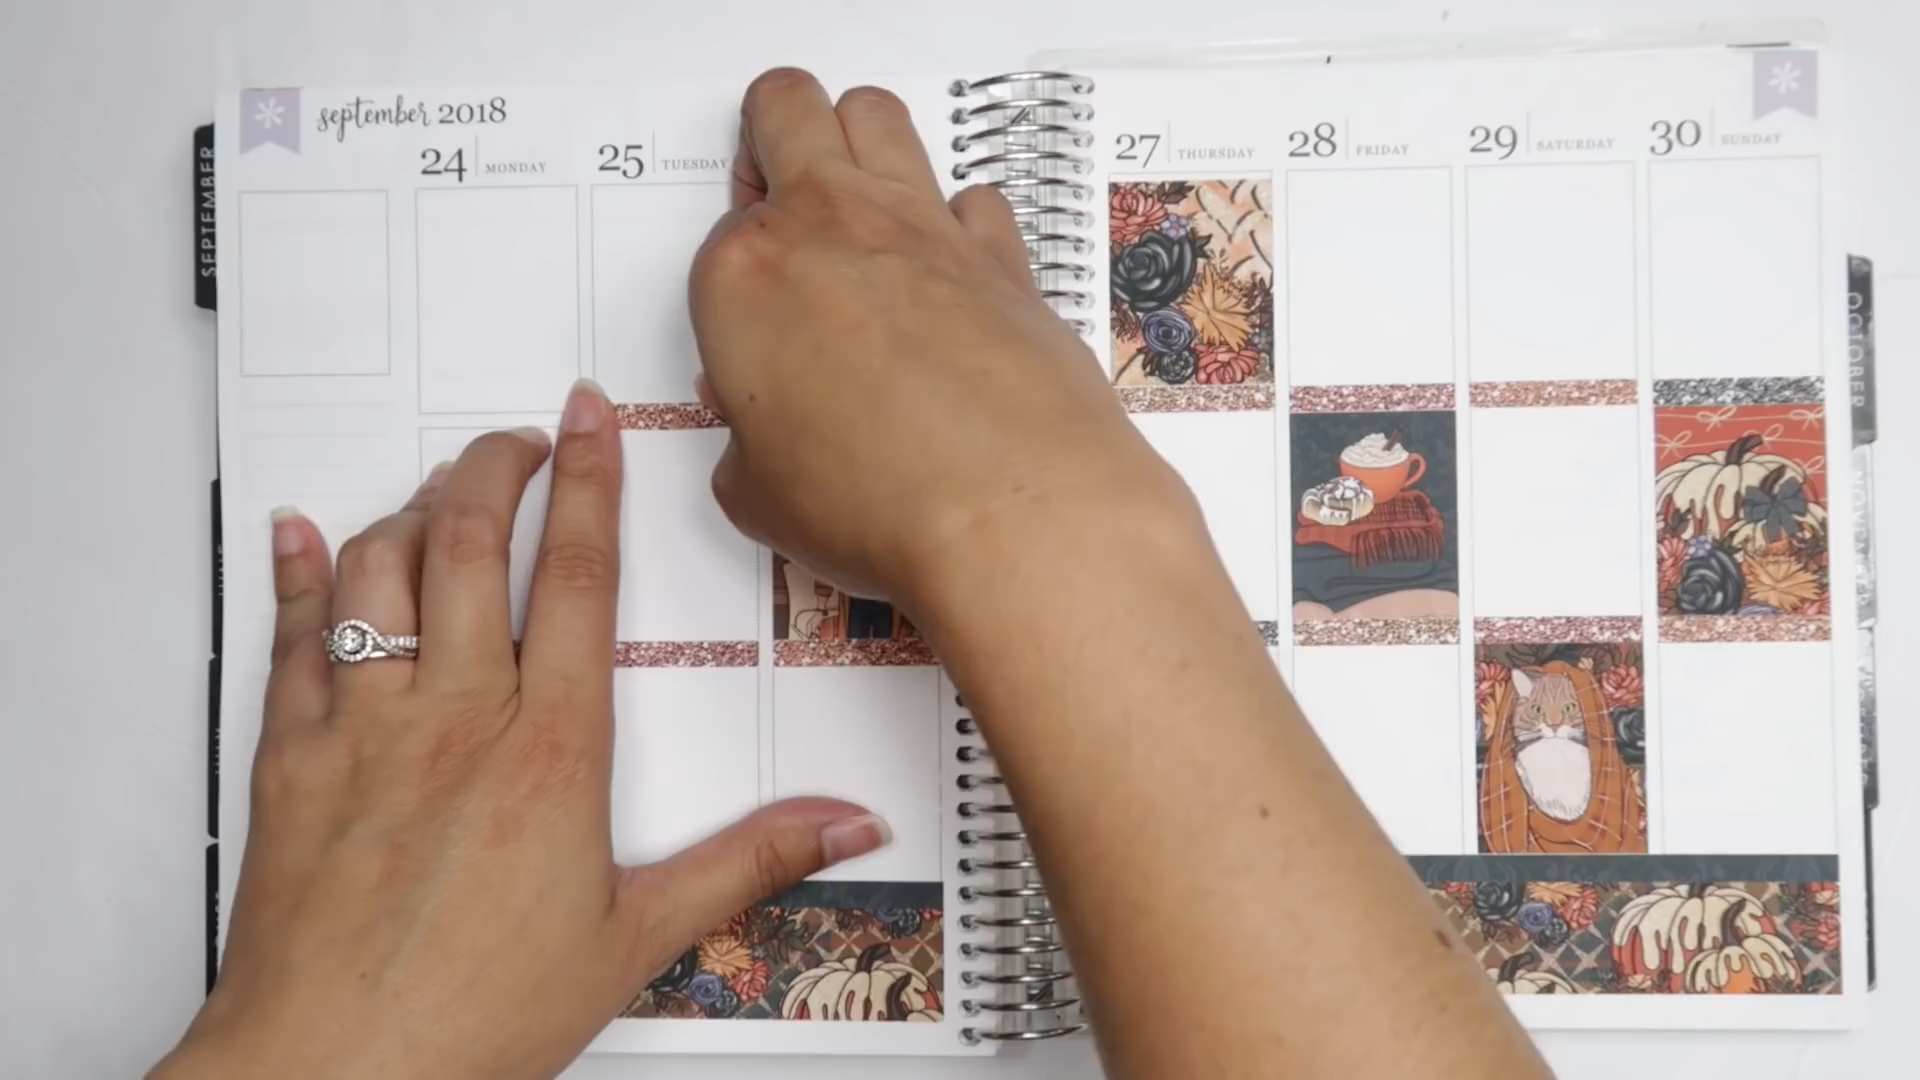 september 2018
24 MONDAY
25 TUESDAY
27 THURSDAY
28 FRIDAY
29 SATURDAY
30 SUNDAY
SEPTEMBER
OCTOBER